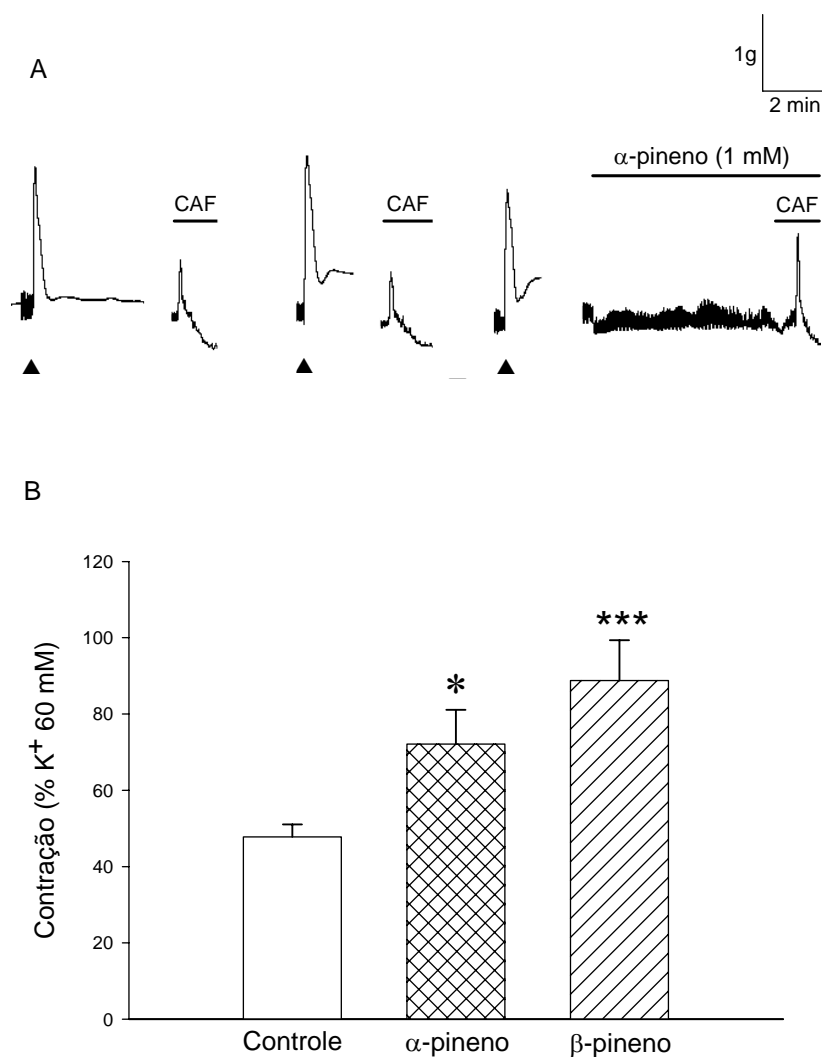 A
1g
2 min
α-pineno (1 mM)
CAF
CAF
CAF
B
Contração (% K⁺ 60 mM)
120
100
80
60
40
20
0
*
***
Controle
α-pineno
β-pineno